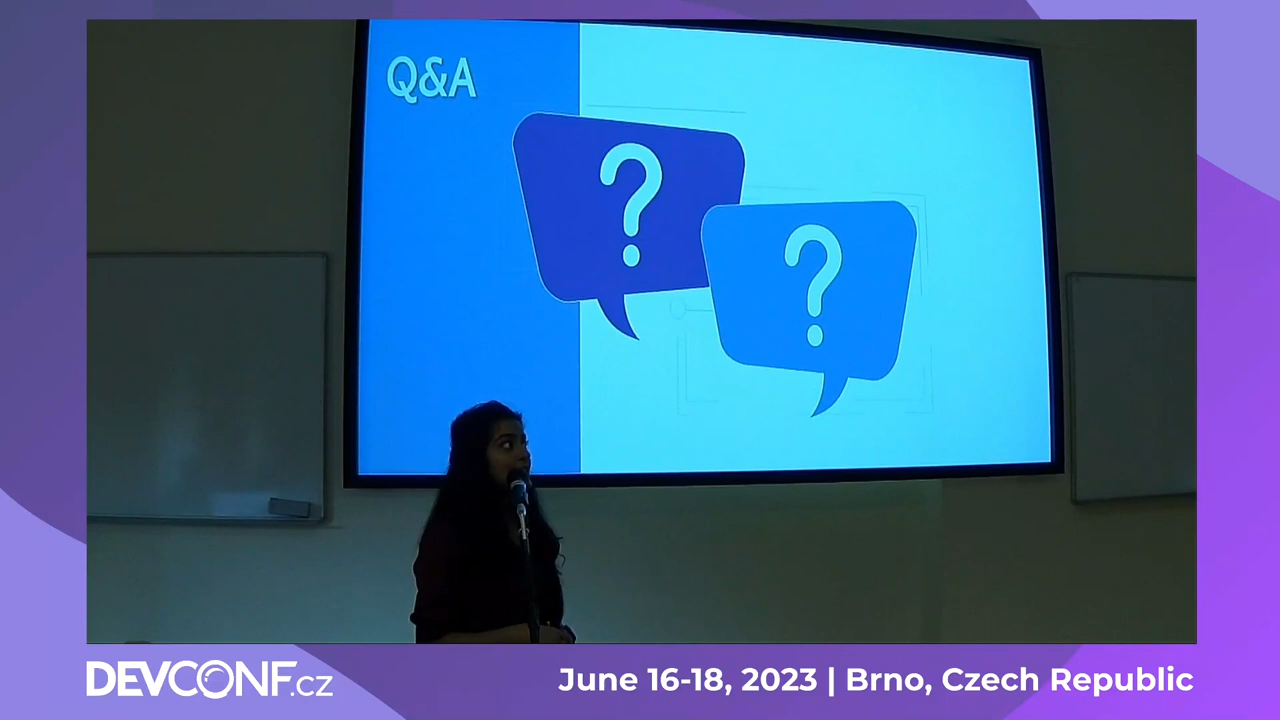 Q&A
?
?
DEVCONF.CZ
June 16-18, 2023 | Brno, Czech Republic